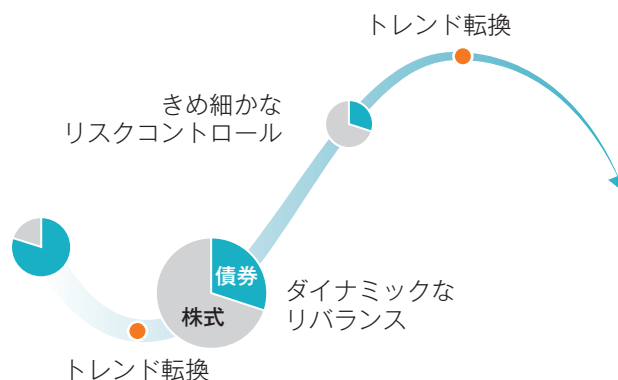 トレンド転換
きめ細かな
リスクコントロール
債券
株式
ダイナミックな
リバランス
トレンド転換